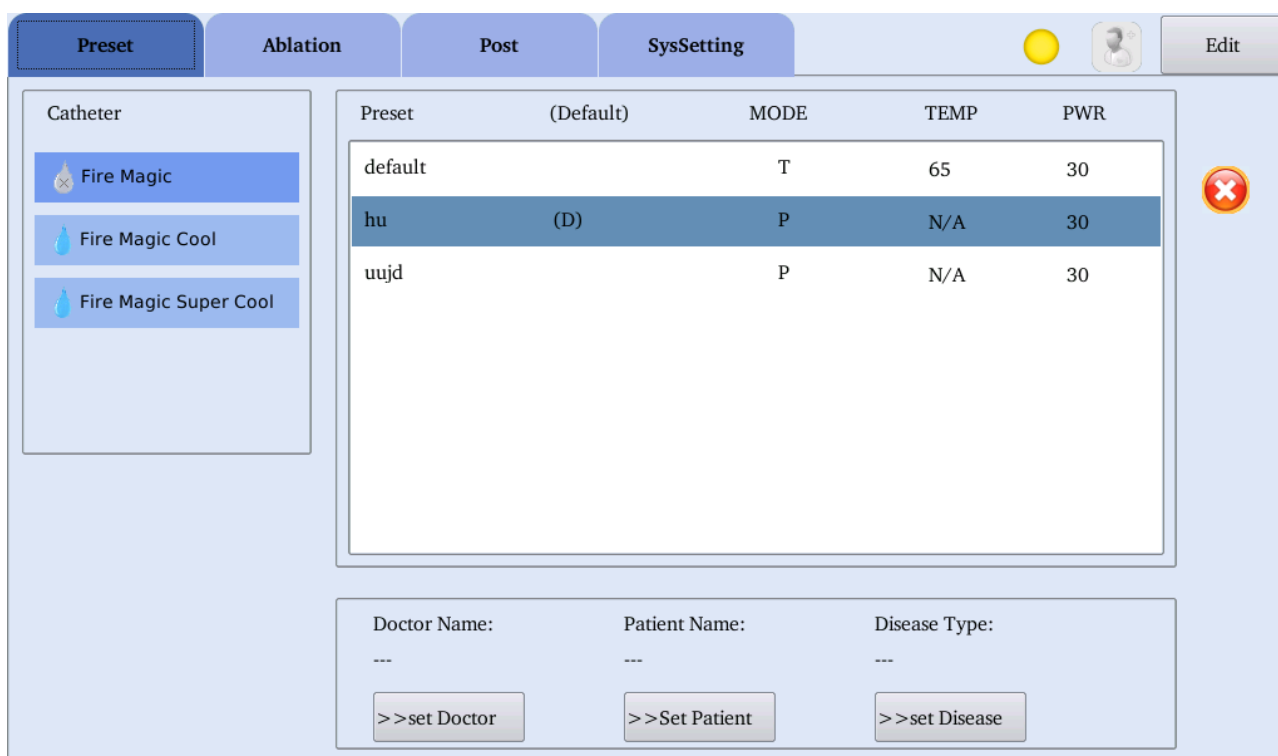 Preset Ablation Post SysSetting Edit
Catheter
Fire Magic
Fire Magic Cool
Fire Magic Super Cool
Preset (Default) MODE TEMP PWR
default T 65 30
hu (D) P N/A 30
uujd P N/A 30
Doctor Name: Patient Name: Disease Type:
--- --- ---
>>set Doctor >>Set Patient >>set Disease